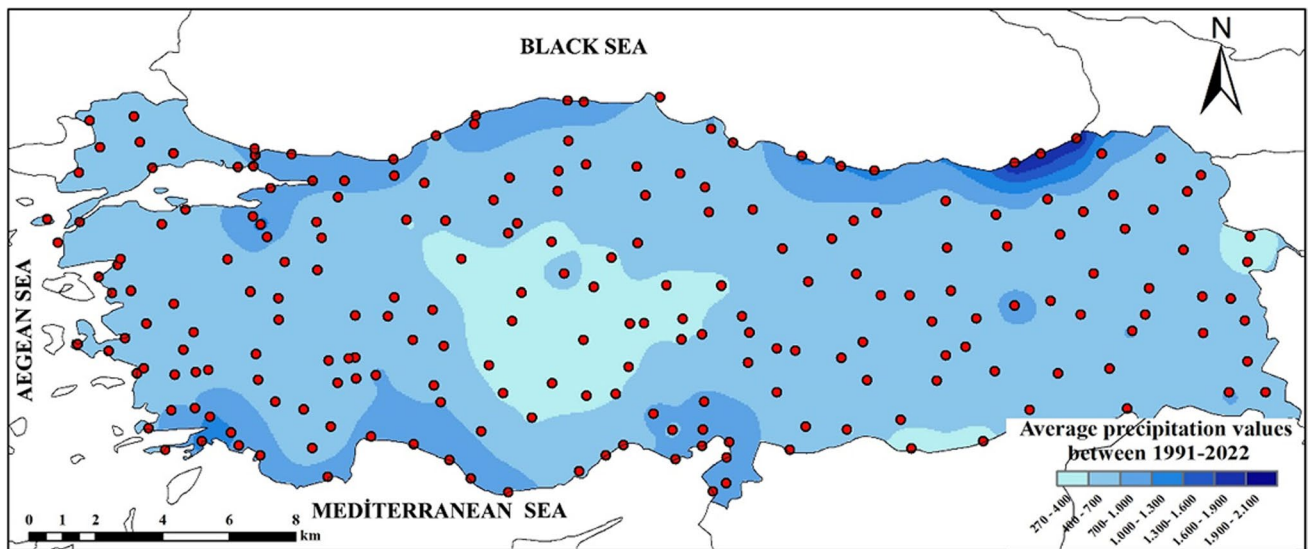 BLACK SEA
N
AEGEAN SEA
MEDİTERRANEAN SEA
Average precipitation values
between 1991-2022
270 - 400
400 - 700
700 - 1.000
1.000 - 1.300
1.300 - 1.600
1.600 - 1.900
1.900 - 2.100
0 1 2 4 6 8
km